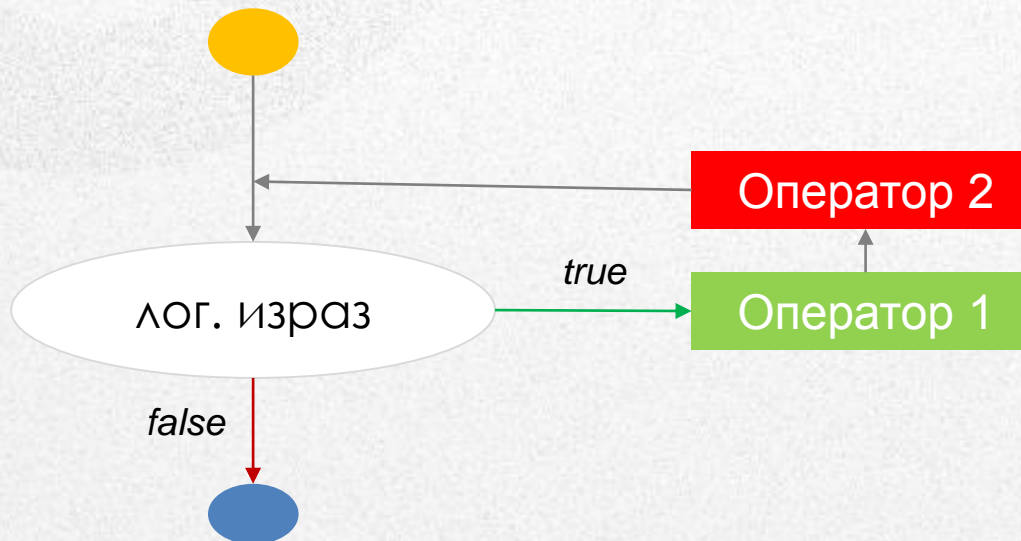 Оператор 2
true
лог. израз
Оператор 1
false